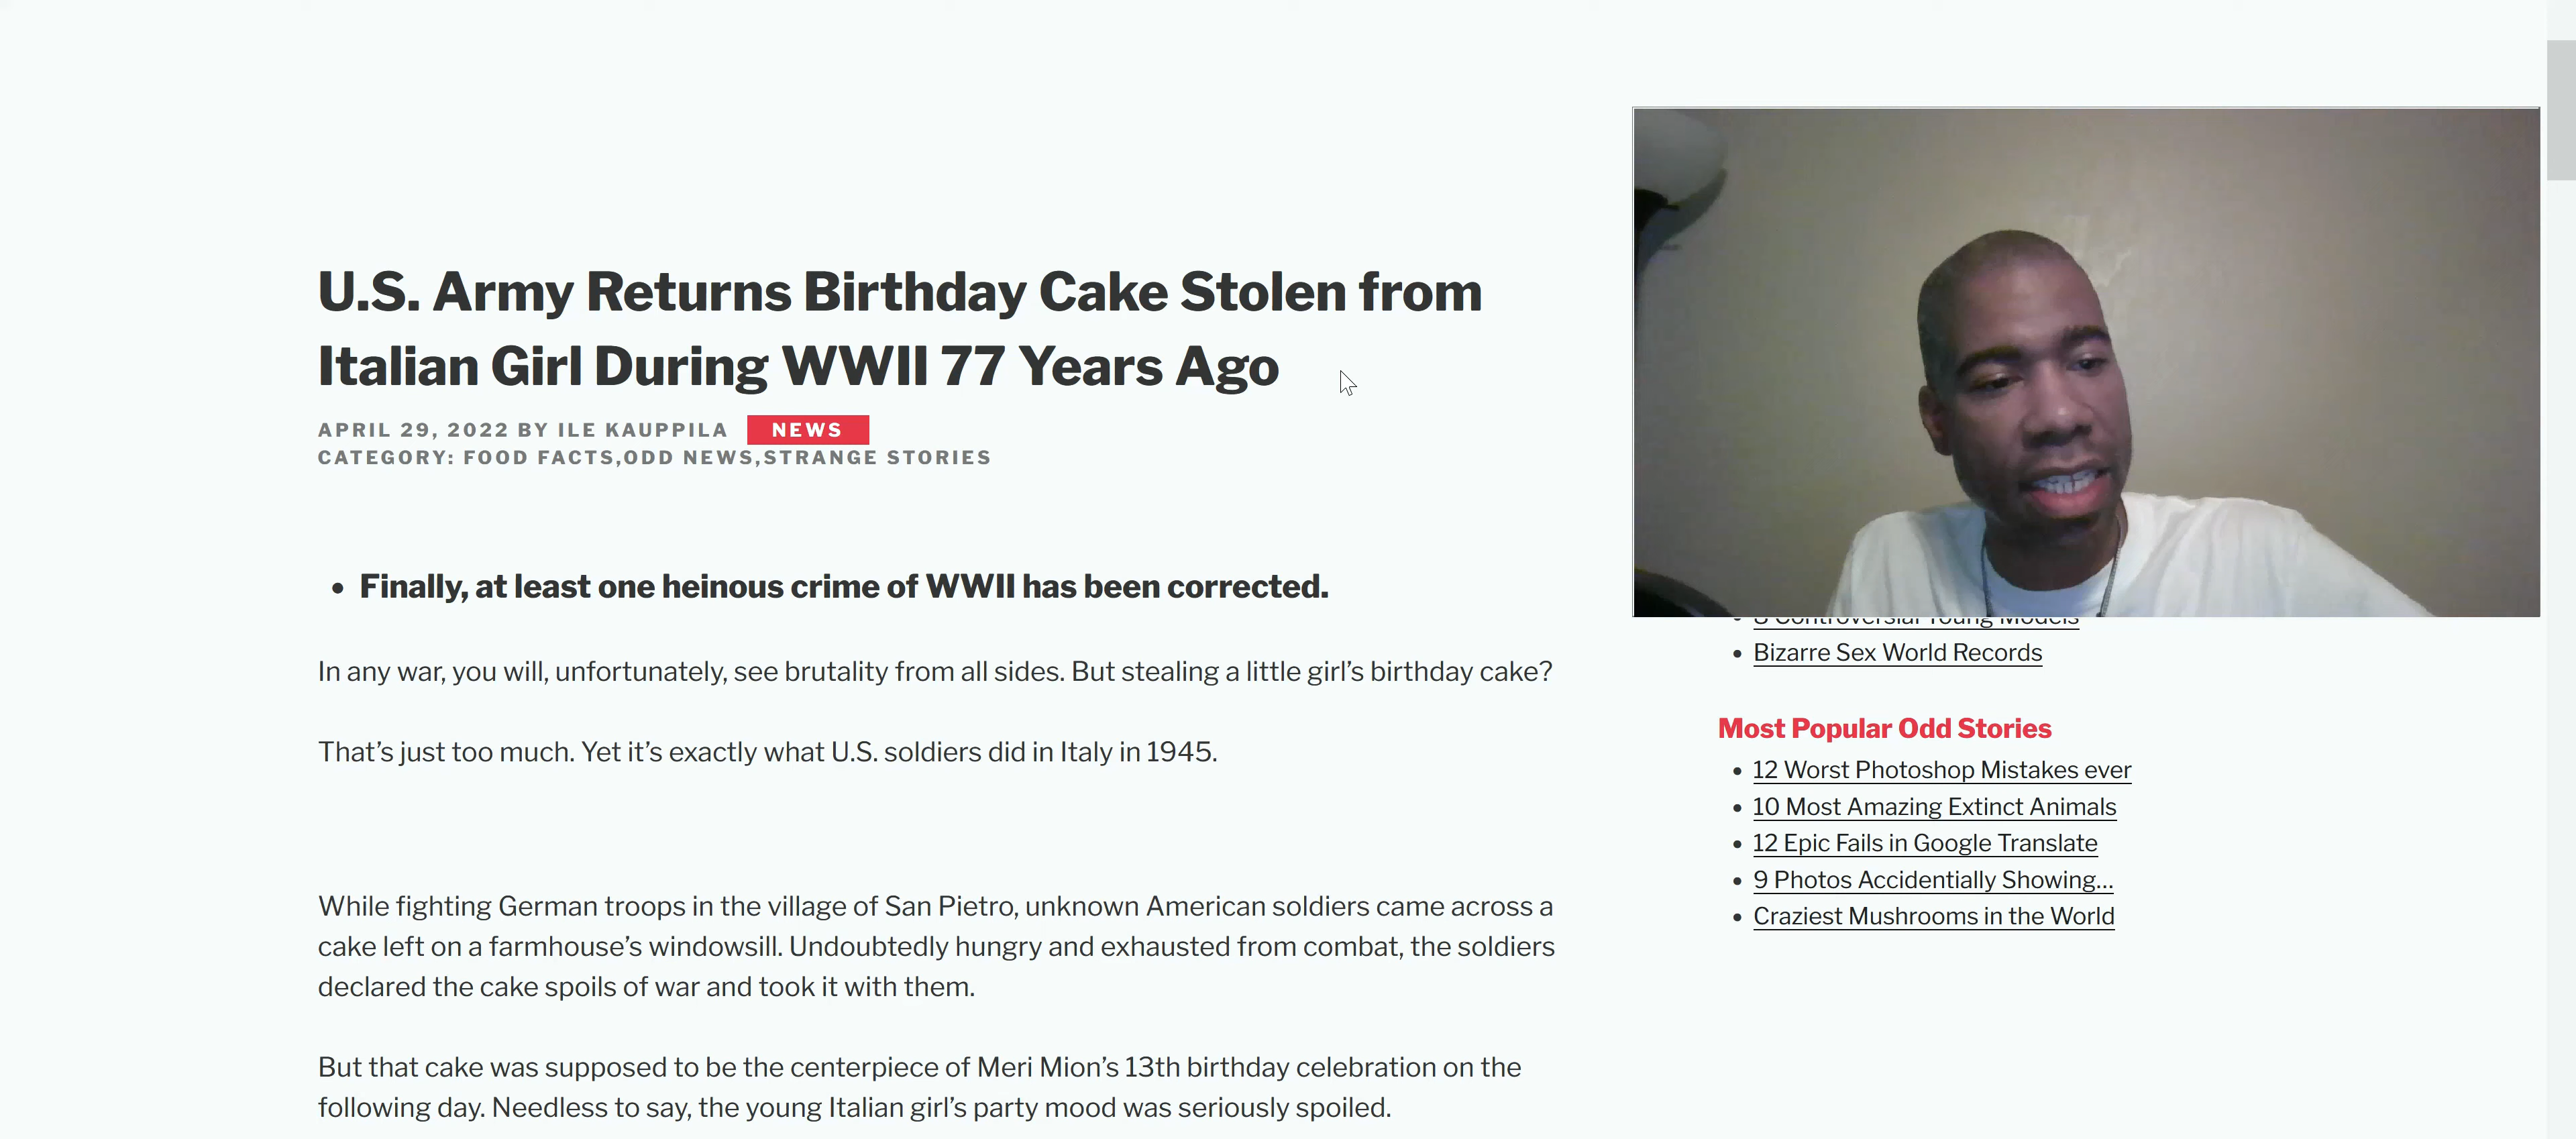 U.S. Army Returns Birthday Cake Stolen from
Italian Girl During WWII 77 Years Ago
APRIL 29, 2022 BY ILE KAUPPILA NEWS
CATEGORY: FOOD FACTS,ODD NEWS,STRANGE STORIES
• Finally, at least one heinous crime of WWII has been corrected.
In any war, you will, unfortunately, see brutality from all sides. But stealing a little girl's birthday cake?
That's just too much. Yet it's exactly what U.S. soldiers did in Italy in 1945.
While fighting German troops in the village of San Pietro, unknown American soldiers came across a
cake left on a farmhouse's windowsill. Undoubtedly hungry and exhausted from combat, the soldiers
declared the cake spoils of war and took it with them.
But that cake was supposed to be the centerpiece of Meri Mion's 13th birthday celebration on the
following day. Needless to say, the young Italian girl's party mood was seriously spoiled.
Controversial Young Models
• Bizarre Sex World Records
Most Popular Odd Stories
• 12 Worst Photoshop Mistakes ever
• 10 Most Amazing Extinct Animals
• 12 Epic Fails in Google Translate
• 9 Photos Accidentially Showing...
• Craziest Mushrooms in the World